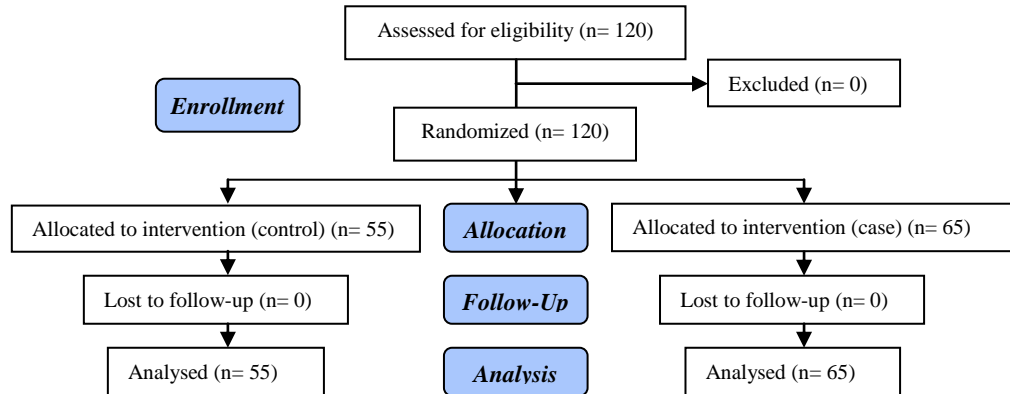 Assessed for eligibility (n= 120)
Excluded (n= 0)
Enrollment
Randomized (n= 120)
Allocated to intervention (control) (n= 55)
Allocation
Allocated to intervention (case) (n= 65)
Lost to follow-up (n= 0)
Follow-Up
Lost to follow-up (n= 0)
Analysed (n= 55)
Analysis
Analysed (n= 65)